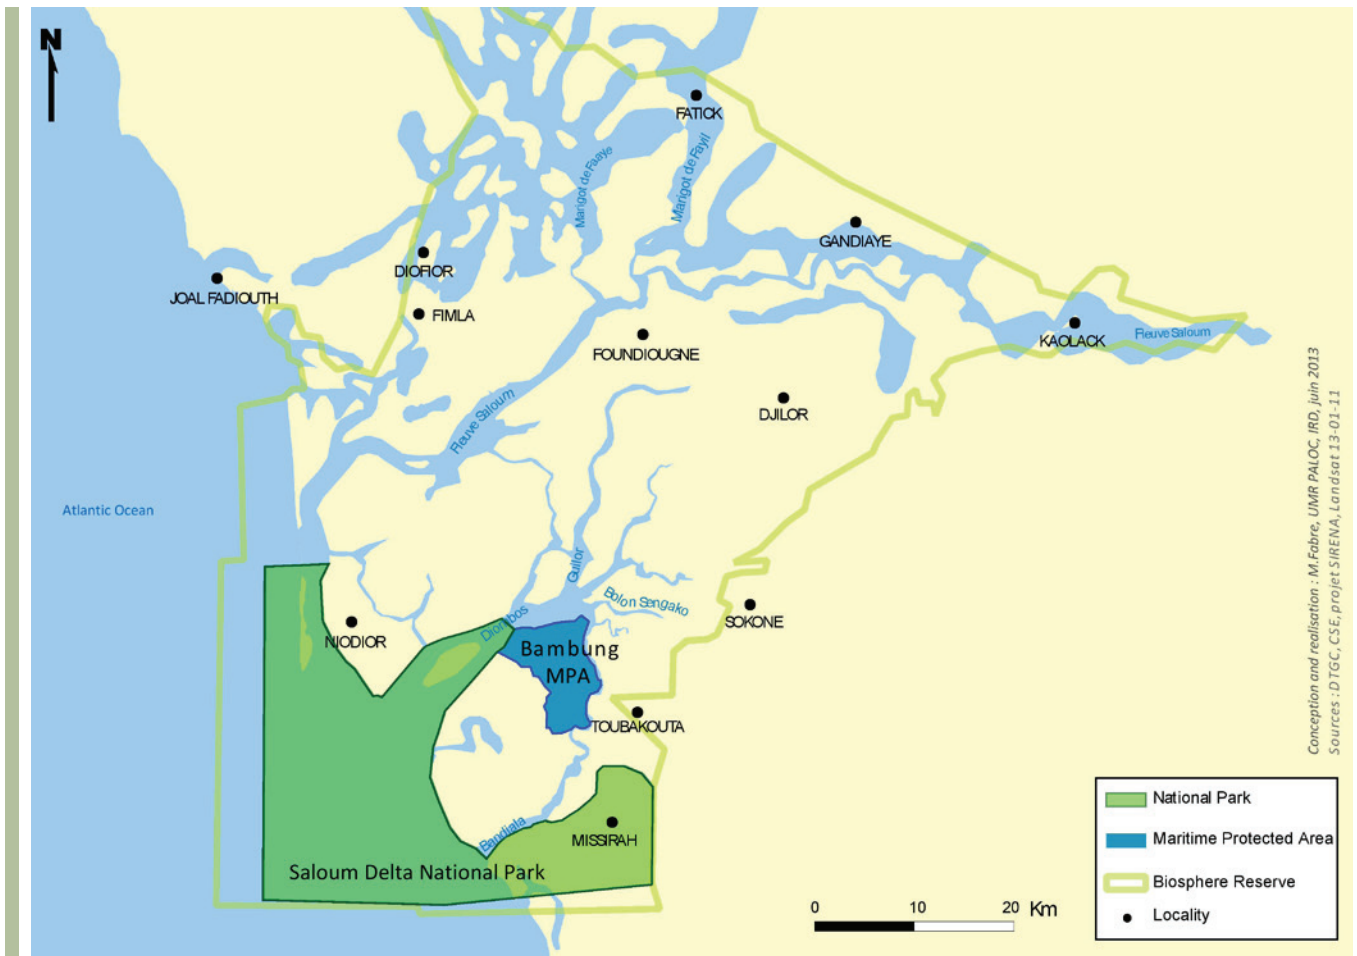 N
FATICK
Marigot de Faaye
Marigot de Fayil
GANDIAYE
DIOFIOR
JOAL FADIOUTH
FIMLA
KAOLACK
Fleuve Saloum
FOUNDIOUGNE
DJILOR
Fleuve Saloum
Atlantic Ocean
Guilor
Bolon Sengako
Diombos
SOKONE
NIODIOR
Bambung
MPA
TOUBAKOUTA
Bandiala
MISSIRAH
Saloum Delta National Park
0 10 20 Km
National Park
Maritime Protected Area
Biosphere Reserve
Locality
Conception and realisation : M.Fabre, UMR PALOC, IRD, juin 2013
Sources : DTGC, CSE, projet SIRENA, Landsat 13-01-11